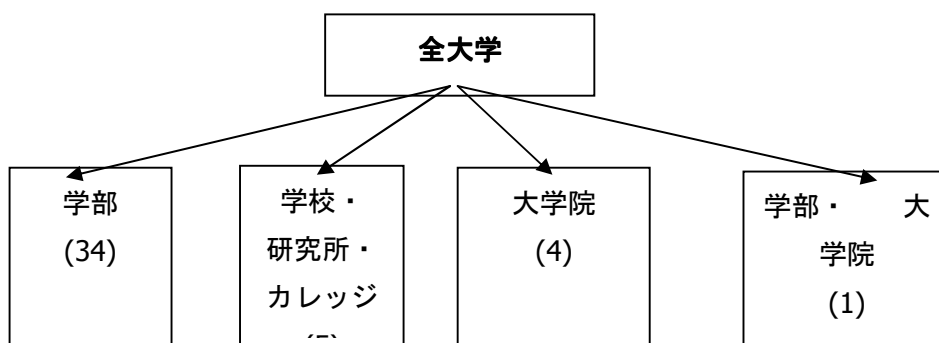 全大学
学部
(34)
学校・
研究所・
カレッジ
大学院
(4)
学部・　　大
学院
(1)